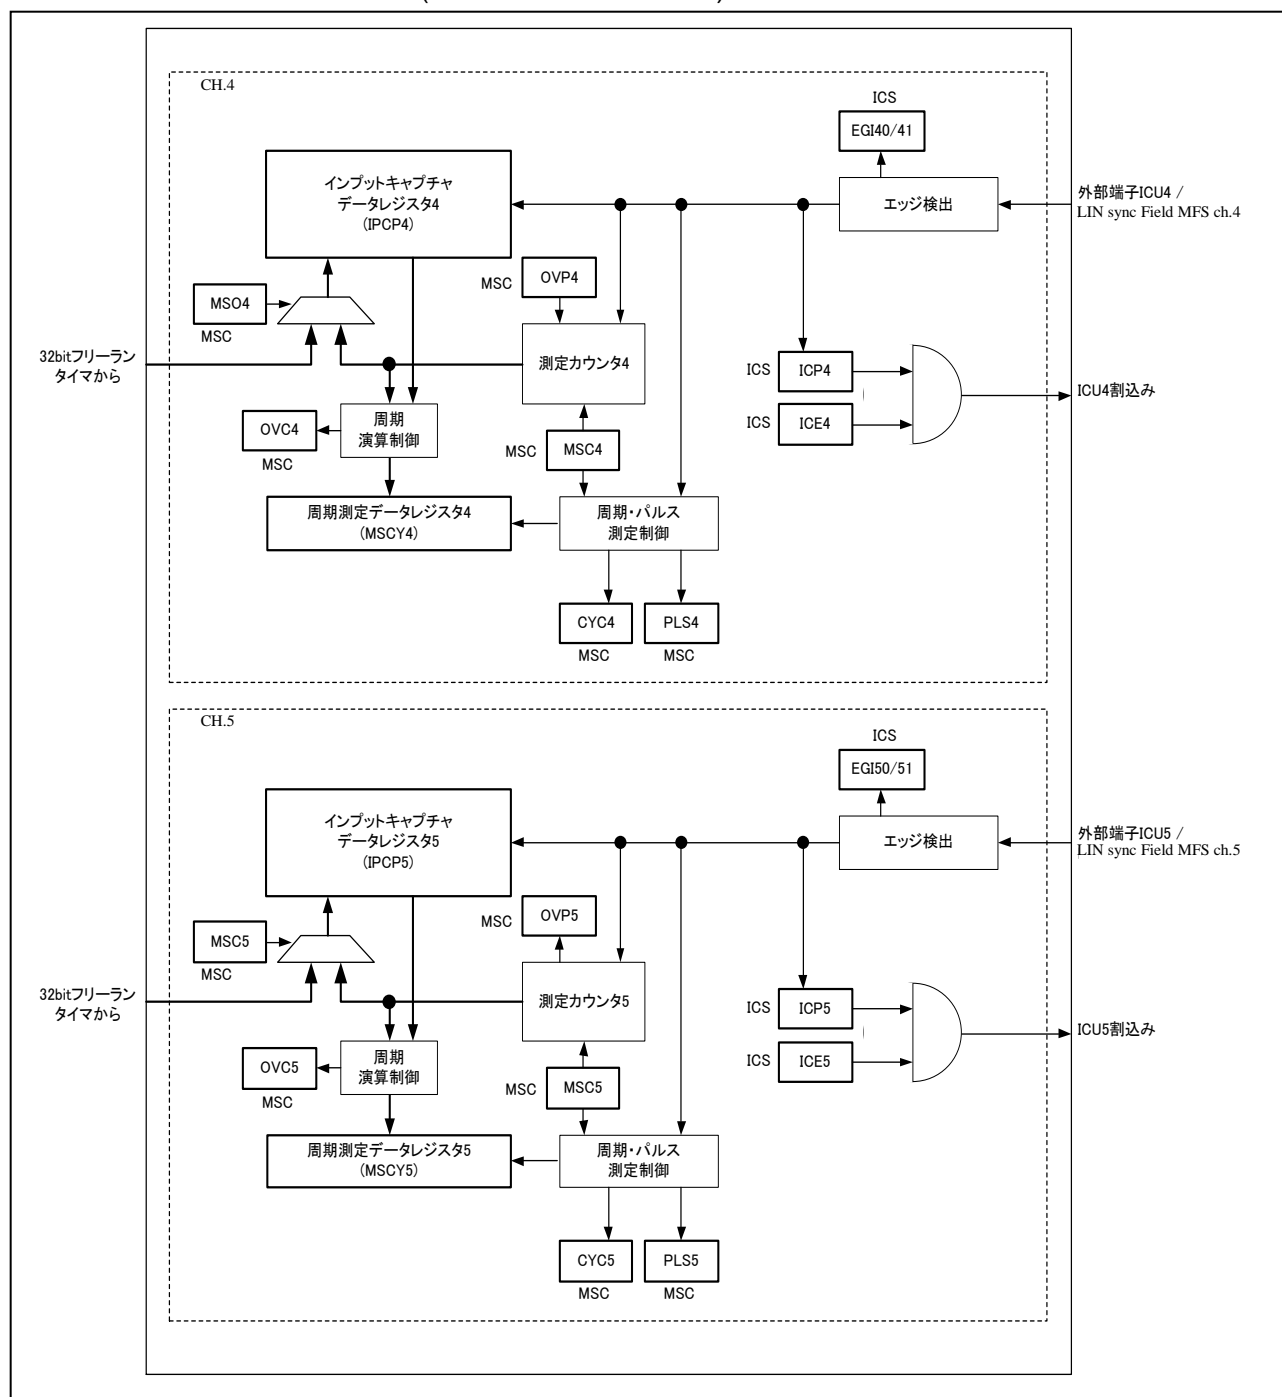 CH.4
ICS
EGI40/41
インプットキャプチャ
データレジスタ4
(IPCP4)
エッジ検出
外部端子ICU4 /
LIN sync Field MFS ch.4
MSC
OVP4
MSO4
MSC
32bitフリーラン
タイマから
測定カウンタ4
ICS
ICP4
ICU4割込み
ICS
ICE4
OVC4
MSC
周期
演算制御
MSC
MSC4
周期測定データレジスタ4
(MSCY4)
周期・パルス
測定制御
CYC4
MSC
PLS4
MSC
CH.5
ICS
EGI50/51
インプットキャプチャ
データレジスタ5
(IPCP5)
エッジ検出
外部端子ICU5 /
LIN sync Field MFS ch.5
MSC
OVP5
MSC5
MSC
32bitフリーラン
タイマから
測定カウンタ5
ICS
ICP5
ICU5割込み
ICS
ICE5
OVC5
MSC
周期
演算制御
MSC
MSC5
周期測定データレジスタ5
(MSCY5)
周期・パルス
測定制御
CYC5
MSC
PLS5
MSC